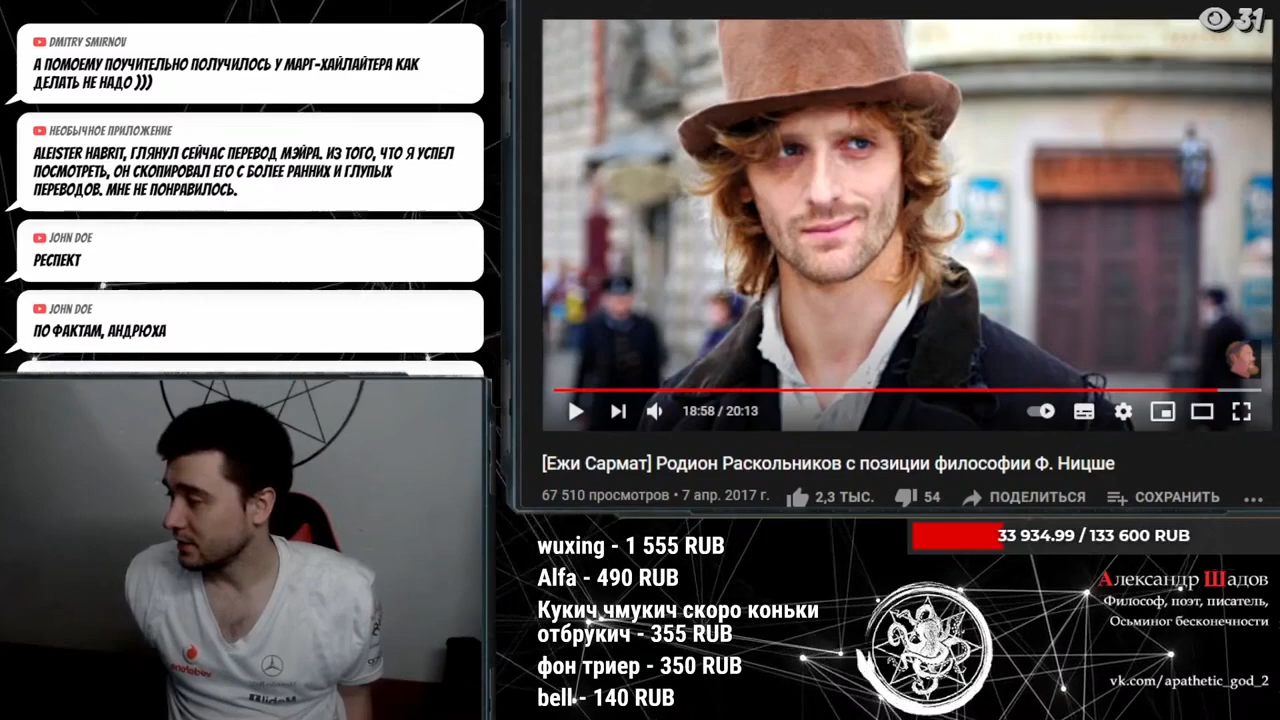 DMITRY SMIRNOV
А ПОМОЕМУ ПОУЧИТЕЛЬНО ПОЛУЧИЛОСЬ У МАРГ-ХАЙЛАЙТЕРА КАК
ДЕЛАТЬ НЕ НАДО )))
НЕОБЫЧНОЕ ПРИЛОЖЕНИЕ
ALEISTER HABRIT, ГЛЯНУЛ СЕЙЧАС ПЕРЕВОД МЭЙРА. ИЗ ТОГО, ЧТО Я УСПЕЛ
ПОСМОТРЕТЬ, ОН СКОПИРОВАЛ ЕГО С БОЛЕЕ РАННИХ И ГЛУПЫХ
ПЕРЕВОДОВ. МНЕ НЕ ПОНРАВИЛОСЬ.
JOHN DOE
РЕСПЕКТ
JOHN DOE
ПО ФАКТАМ, АНДРЮХА
31
18:58 / 20:13
[Ежи Сармат] Родион Раскольников с позиции философии Ф. Ницше
67 510 просмотров • 7 апр. 2017 г.
2,3 ТЫС.
54
ПОДЕЛИТЬСЯ
СОХРАНИТЬ
wuxing - 1 555 RUB
Alfa - 490 RUB
Кукич чмукич скоро коньки
отбрукич - 355 RUB
фон триер - 350 RUB
bell - 140 RUB
33 934.99 / 133 600 RUB
Александр Шадов
Философ, поэт, писатель,
Осьминог бесконечности
vk.com/apathetic_god_2